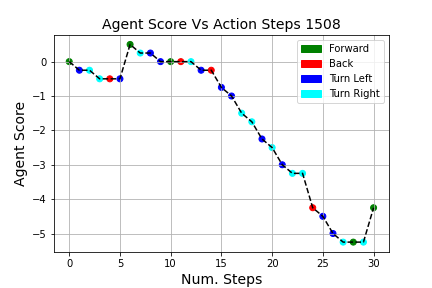 Agent Score Vs Action Steps 1508
Forward
Back
Turn Left
Turn Right
Agent Score
0
−1
−2
−3
−4
−5
0 5 10 15 20 25 30
Num. Steps